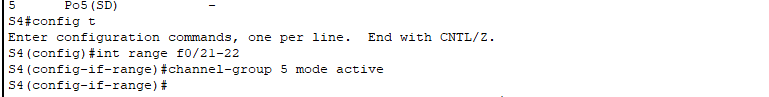 5      Po5(SD)           -
S4#config t
Enter configuration commands, one per line.  End with CNTL/Z.
S4(config)#int range f0/21-22
S4(config-if-range)#channel-group 5 mode active
S4(config-if-range)#